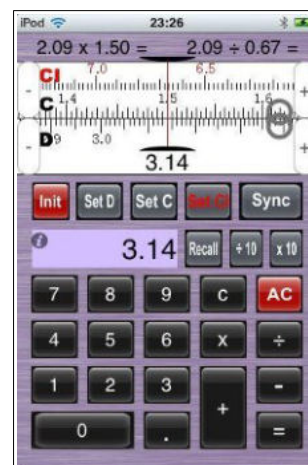 iPod 23:26
2.09 x 1.50 = 2.09 ÷ 0.67 =
- CI 7.0 6.5 +
C 1.4 1.5 1.6
- D 9 3.0 +
3.14
Init Set D Set C Set CI Sync
3.14 Recall ÷10 x 10
7 8 9 C AC
4 5 6 X ÷
1 2 3 + -
0 . =